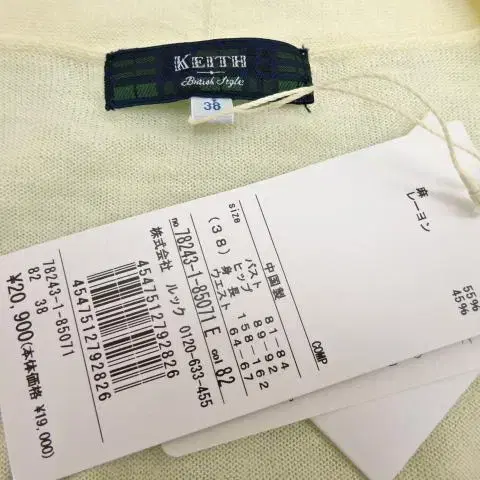 KEITH
British Style
38
麻 55%
レーヨン 45%
COMP
中国製
size
(38)
バスト 81-84
ヒップ 89-92
身長 158-162
ウエスト 64-67
no 78243-1-85071 E col 82
株式会社 ルック 0120-633-455
4547512792826
4547512792826
78243-1-85071
82 38
¥20,900(本体価格 ¥19,000)